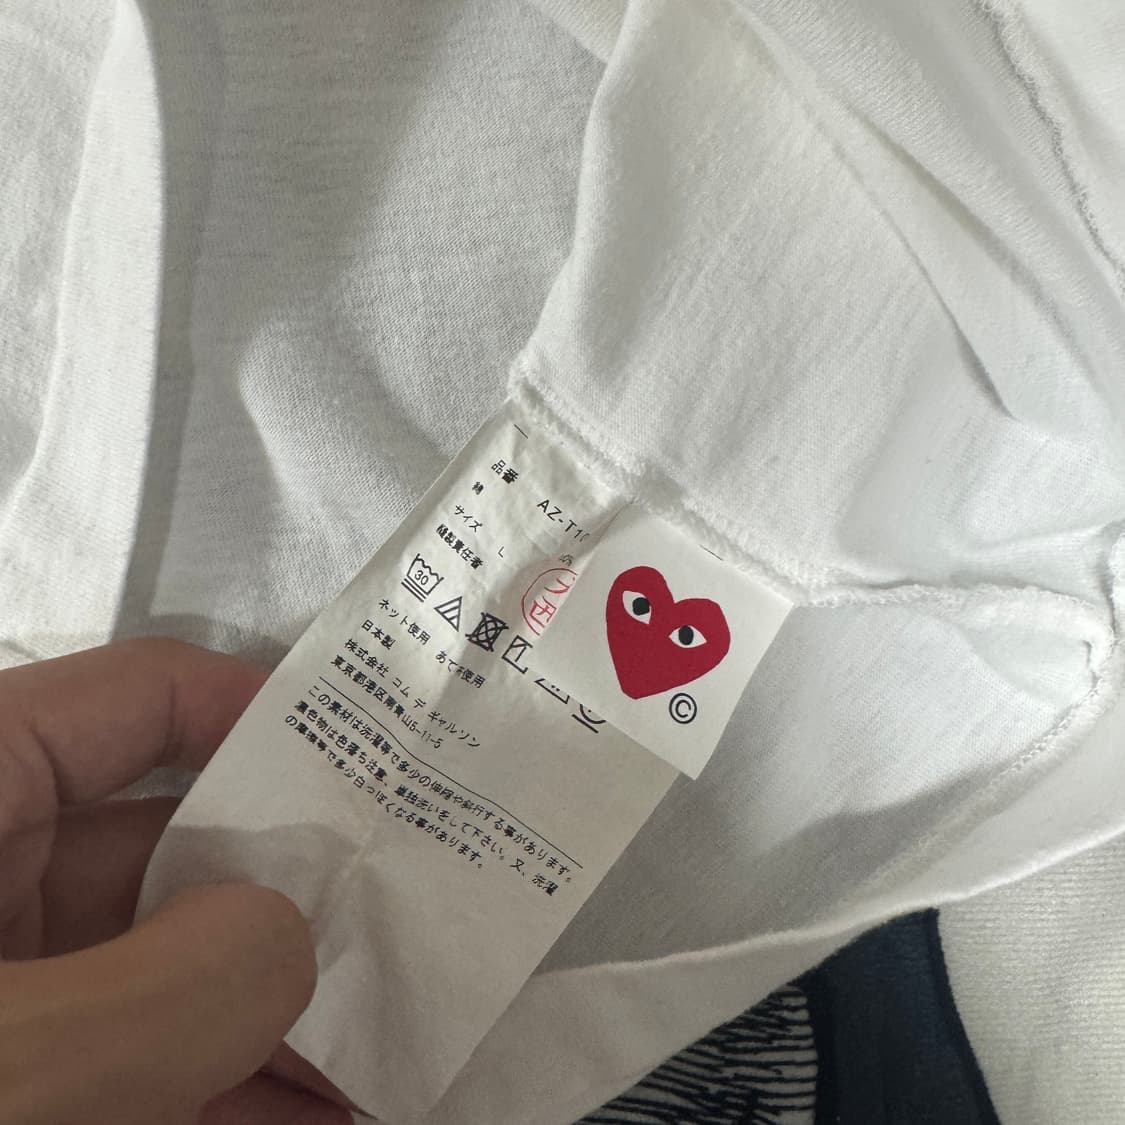 品番 AZ-T1
綿
サイズ L
縫製責任者
30
ネット使用 あて布使用
日本製
株式会社 コム デ ギャルソン
東京都港区南青山5-11-5
この素材は洗濯等で多少の伸縮や斜行する事があります。
濃色物は色落ち注意、単独洗いをして下さい。又、洗濯
の摩擦等で多少白っぽくなる事があります。
©